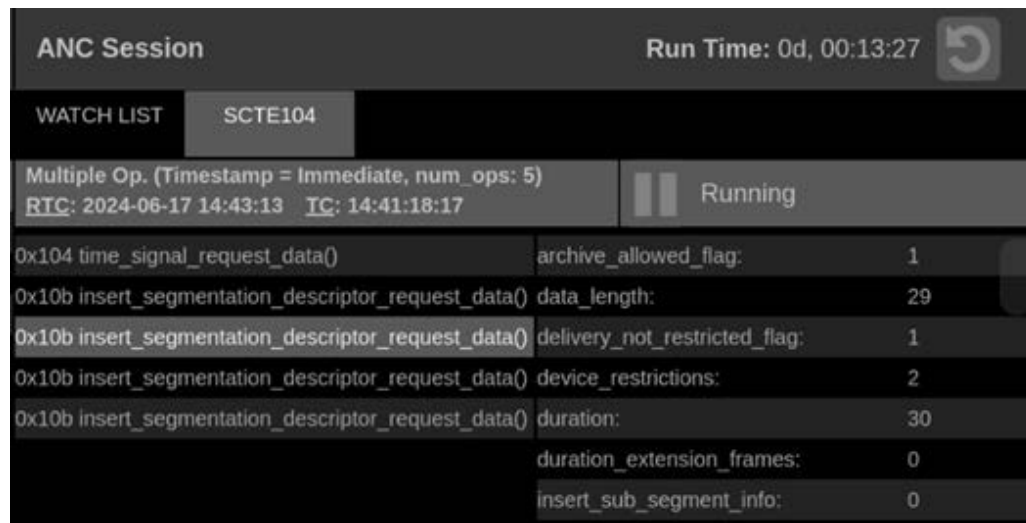 ANC Session Run Time: 0d, 00:13:27
WATCH LIST SCTE104
Multiple Op. (Timestamp = Immediate, num_ops: 5)
RTC: 2024-06-17 14:43:13 TC: 14:41:18:17
Running
0x104 time_signal_request_data() archive_allowed_flag: 1
0x10b insert_segmentation_descriptor_request_data() data_length: 29
0x10b insert_segmentation_descriptor_request_data() delivery_not_restricted_flag: 1
0x10b insert_segmentation_descriptor_request_data() device_restrictions: 2
0x10b insert_segmentation_descriptor_request_data() duration: 30
duration_extension_frames: 0
insert_sub_segment_info: 0